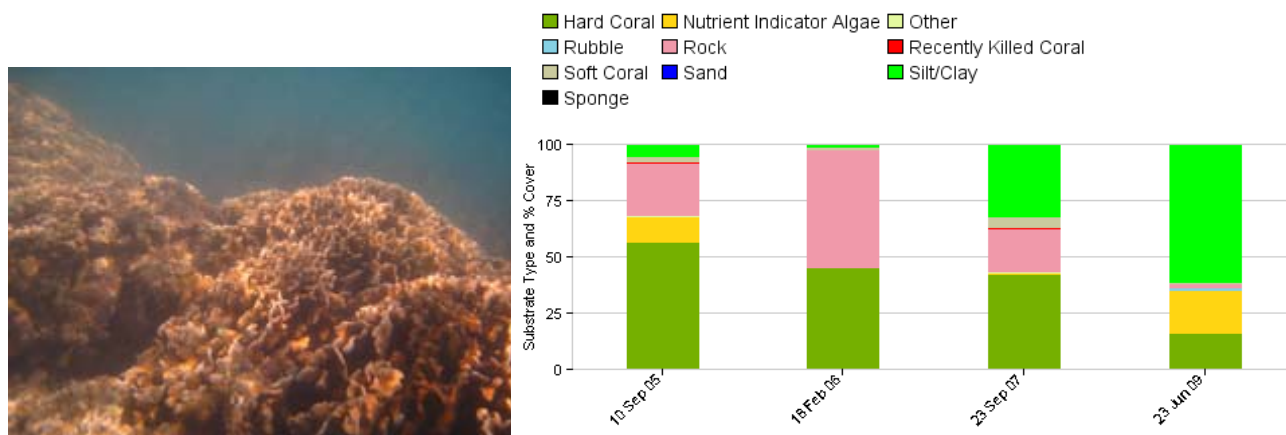 Hard Coral Nutrient Indicator Algae Other
Rubble Rock Recently Killed Coral
Soft Coral Sand Silt/Clay
Sponge
Substrate Type and % Cover
100
75
50
25
0
10 Sep 05
18 Feb 06
23 Sep 07
23 Jun 09